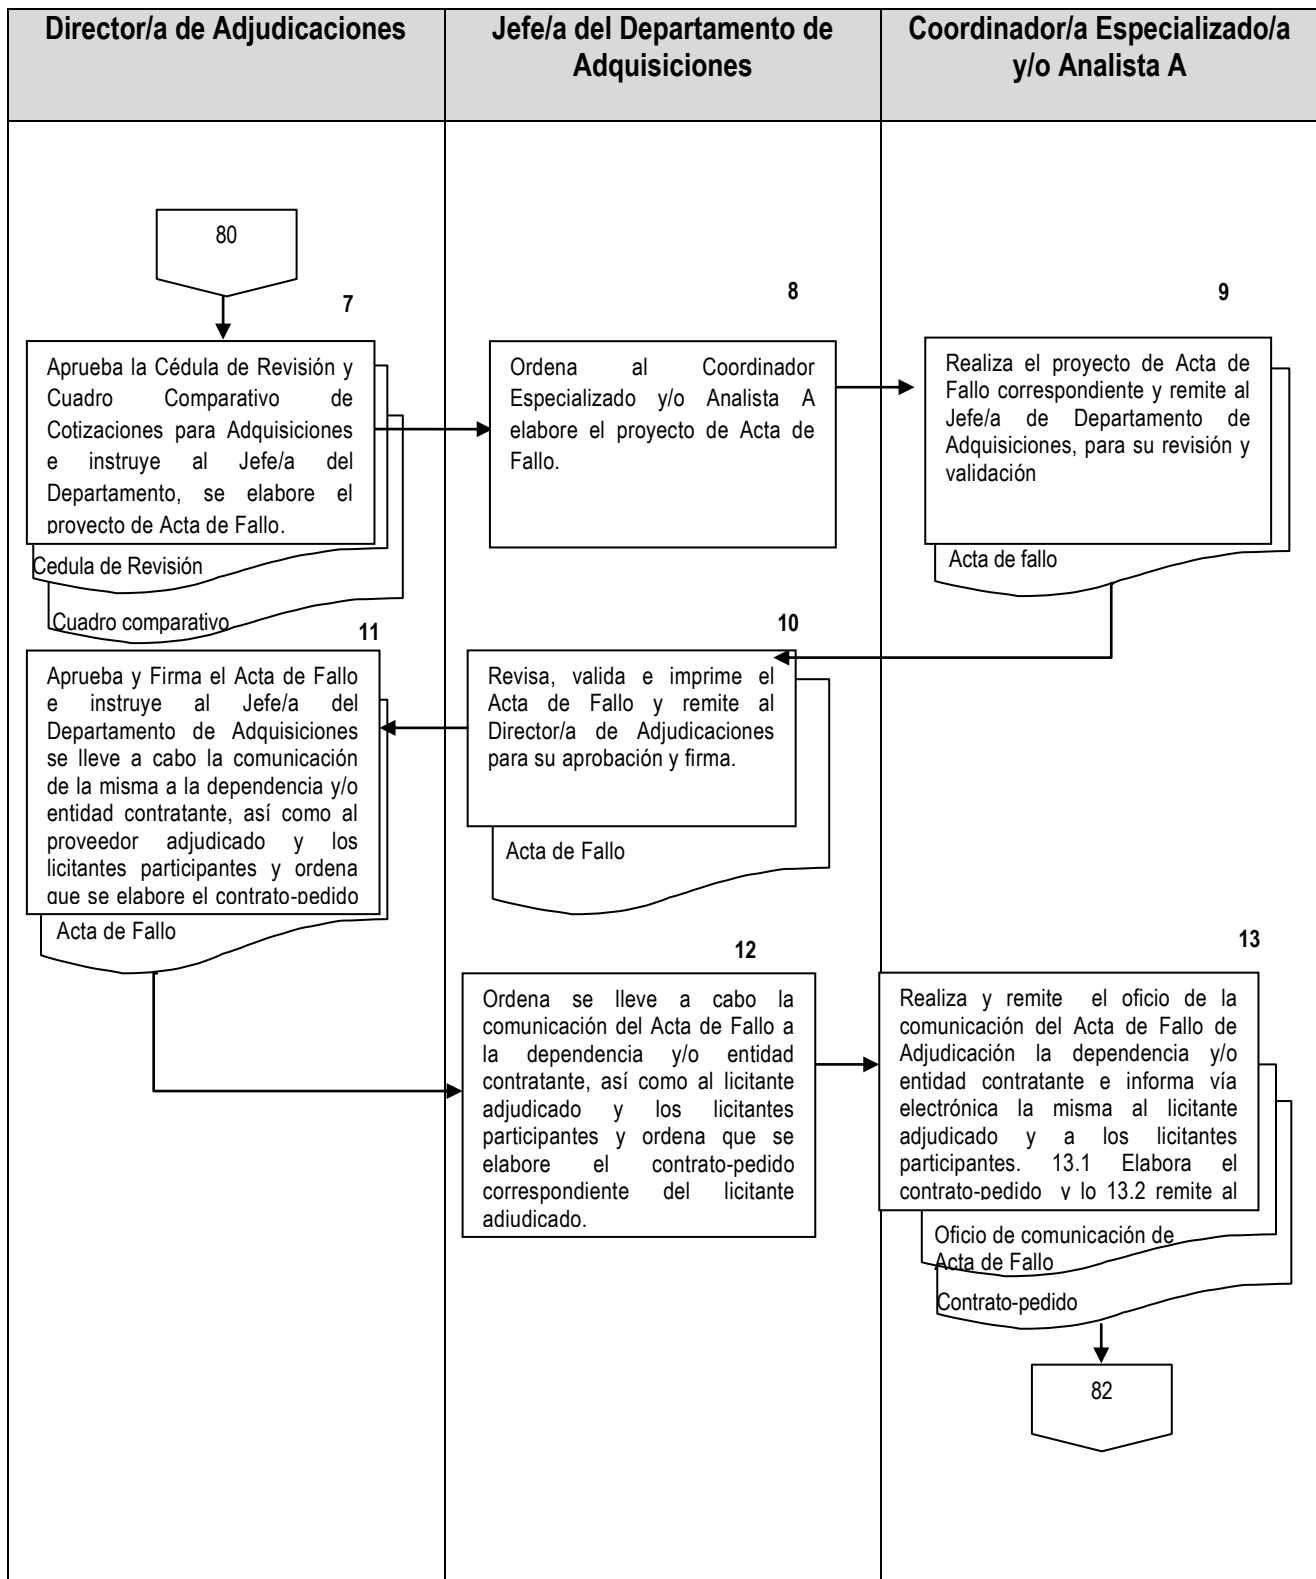 Director/a de Adjudicaciones
Jefe/a del Departamento de
Adquisiciones
Coordinador/a Especializado/a
y/o Analista A
80
7
Aprueba la Cédula de Revisión y
Cuadro Comparativo de
Cotizaciones para Adquisiciones
e instruye al Jefe/a del
Departamento, se elabore el
proyecto de Acta de Fallo.
Cedula de Revisión
Cuadro comparativo
8
Ordena al Coordinador
Especializado y/o Analista A
elabore el proyecto de Acta de
Fallo.
9
Realiza el proyecto de Acta de
Fallo correspondiente y remite al
Jefe/a de Departamento de
Adquisiciones, para su revisión y
validación
Acta de fallo
10
Revisa, valida e imprime el
Acta de Fallo y remite al
Director/a de Adjudicaciones
para su aprobación y firma.
Acta de Fallo
11
Aprueba y Firma el Acta de Fallo
e instruye al Jefe/a del
Departamento de Adquisiciones
se lleve a cabo la comunicación
de la misma a la dependencia y/o
entidad contratante, así como al
proveedor adjudicado y los
licitantes participantes y ordena
que se elabore el contrato-pedido
Acta de Fallo
12
Ordena se lleve a cabo la
comunicación del Acta de Fallo a
la dependencia y/o entidad
contratante, así como al licitante
adjudicado y los licitantes
participantes y ordena que se
elabore el contrato-pedido
correspondiente del licitante
adjudicado.
13
Realiza y remite el oficio de la
comunicación del Acta de Fallo de
Adjudicación la dependencia y/o
entidad contratante e informa vía
electrónica la misma al licitante
adjudicado y a los licitantes
participantes. 13.1 Elabora el
contrato-pedido y lo 13.2 remite al
Oficio de comunicación de
Acta de Fallo
Contrato-pedido
82